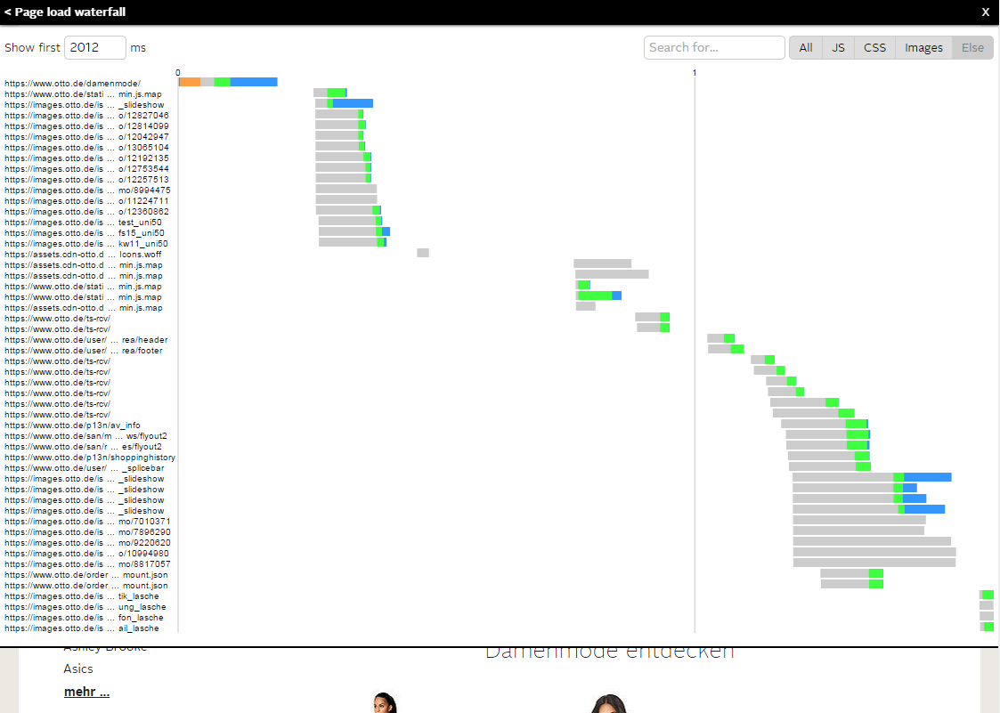 < Page load waterfall X
Show first 2012 ms Search for... All JS CSS Images Else
0 1
https://www.otto.de/damenmode/
https://www.otto.de/stati ... min.js.map
https://images.otto.de/is ... _slideshow
https://images.otto.de/is ... o/12827046
https://images.otto.de/is ... o/12814099
https://images.otto.de/is ... o/12042947
https://images.otto.de/is ... o/13065104
https://images.otto.de/is ... o/12192135
https://images.otto.de/is ... o/12753544
https://images.otto.de/is ... o/12257513
https://images.otto.de/is ... mo/8994475
https://images.otto.de/is ... o/11224711
https://images.otto.de/is ... o/12360862
https://images.otto.de/is ... test_uni50
https://images.otto.de/is ... fs15_uni50
https://images.otto.de/is ... kw11_uni50
https://assets.cdn-otto.d ... Icons.woff
https://assets.cdn-otto.d ... min.js.map
https://assets.cdn-otto.d ... min.js.map
https://www.otto.de/stati ... min.js.map
https://www.otto.de/stati ... min.js.map
https://assets.cdn-otto.d ... min.js.map
https://www.otto.de/ts-rcv/
https://www.otto.de/ts-rcv/
https://www.otto.de/user/ ... rea/header
https://www.otto.de/user/ ... rea/footer
https://www.otto.de/ts-rcv/
https://www.otto.de/ts-rcv/
https://www.otto.de/ts-rcv/
https://www.otto.de/ts-rcv/
https://www.otto.de/ts-rcv/
https://www.otto.de/ts-rcv/
https://www.otto.de/p13n/av_info
https://www.otto.de/san/m ... ws/flyout2
https://www.otto.de/san/r ... es/flyout2
https://www.otto.de/p13n/shoppinghistory
https://www.otto.de/user/ ... _splicebar
https://images.otto.de/is ... _slideshow
https://images.otto.de/is ... _slideshow
https://images.otto.de/is ... _slideshow
https://images.otto.de/is ... _slideshow
https://images.otto.de/is ... mo/7010371
https://images.otto.de/is ... mo/7896290
https://images.otto.de/is ... mo/9220620
https://images.otto.de/is ... o/10994980
https://images.otto.de/is ... mo/8817057
https://www.otto.de/order ... mount.json
https://www.otto.de/order ... mount.json
https://images.otto.de/is ... tik_lasche
https://images.otto.de/is ... ung_lasche
https://images.otto.de/is ... fon_lasche
https://images.otto.de/is ... ail_lasche
Ashley Brooke
Damenmode entdecken
Asics
mehr ...